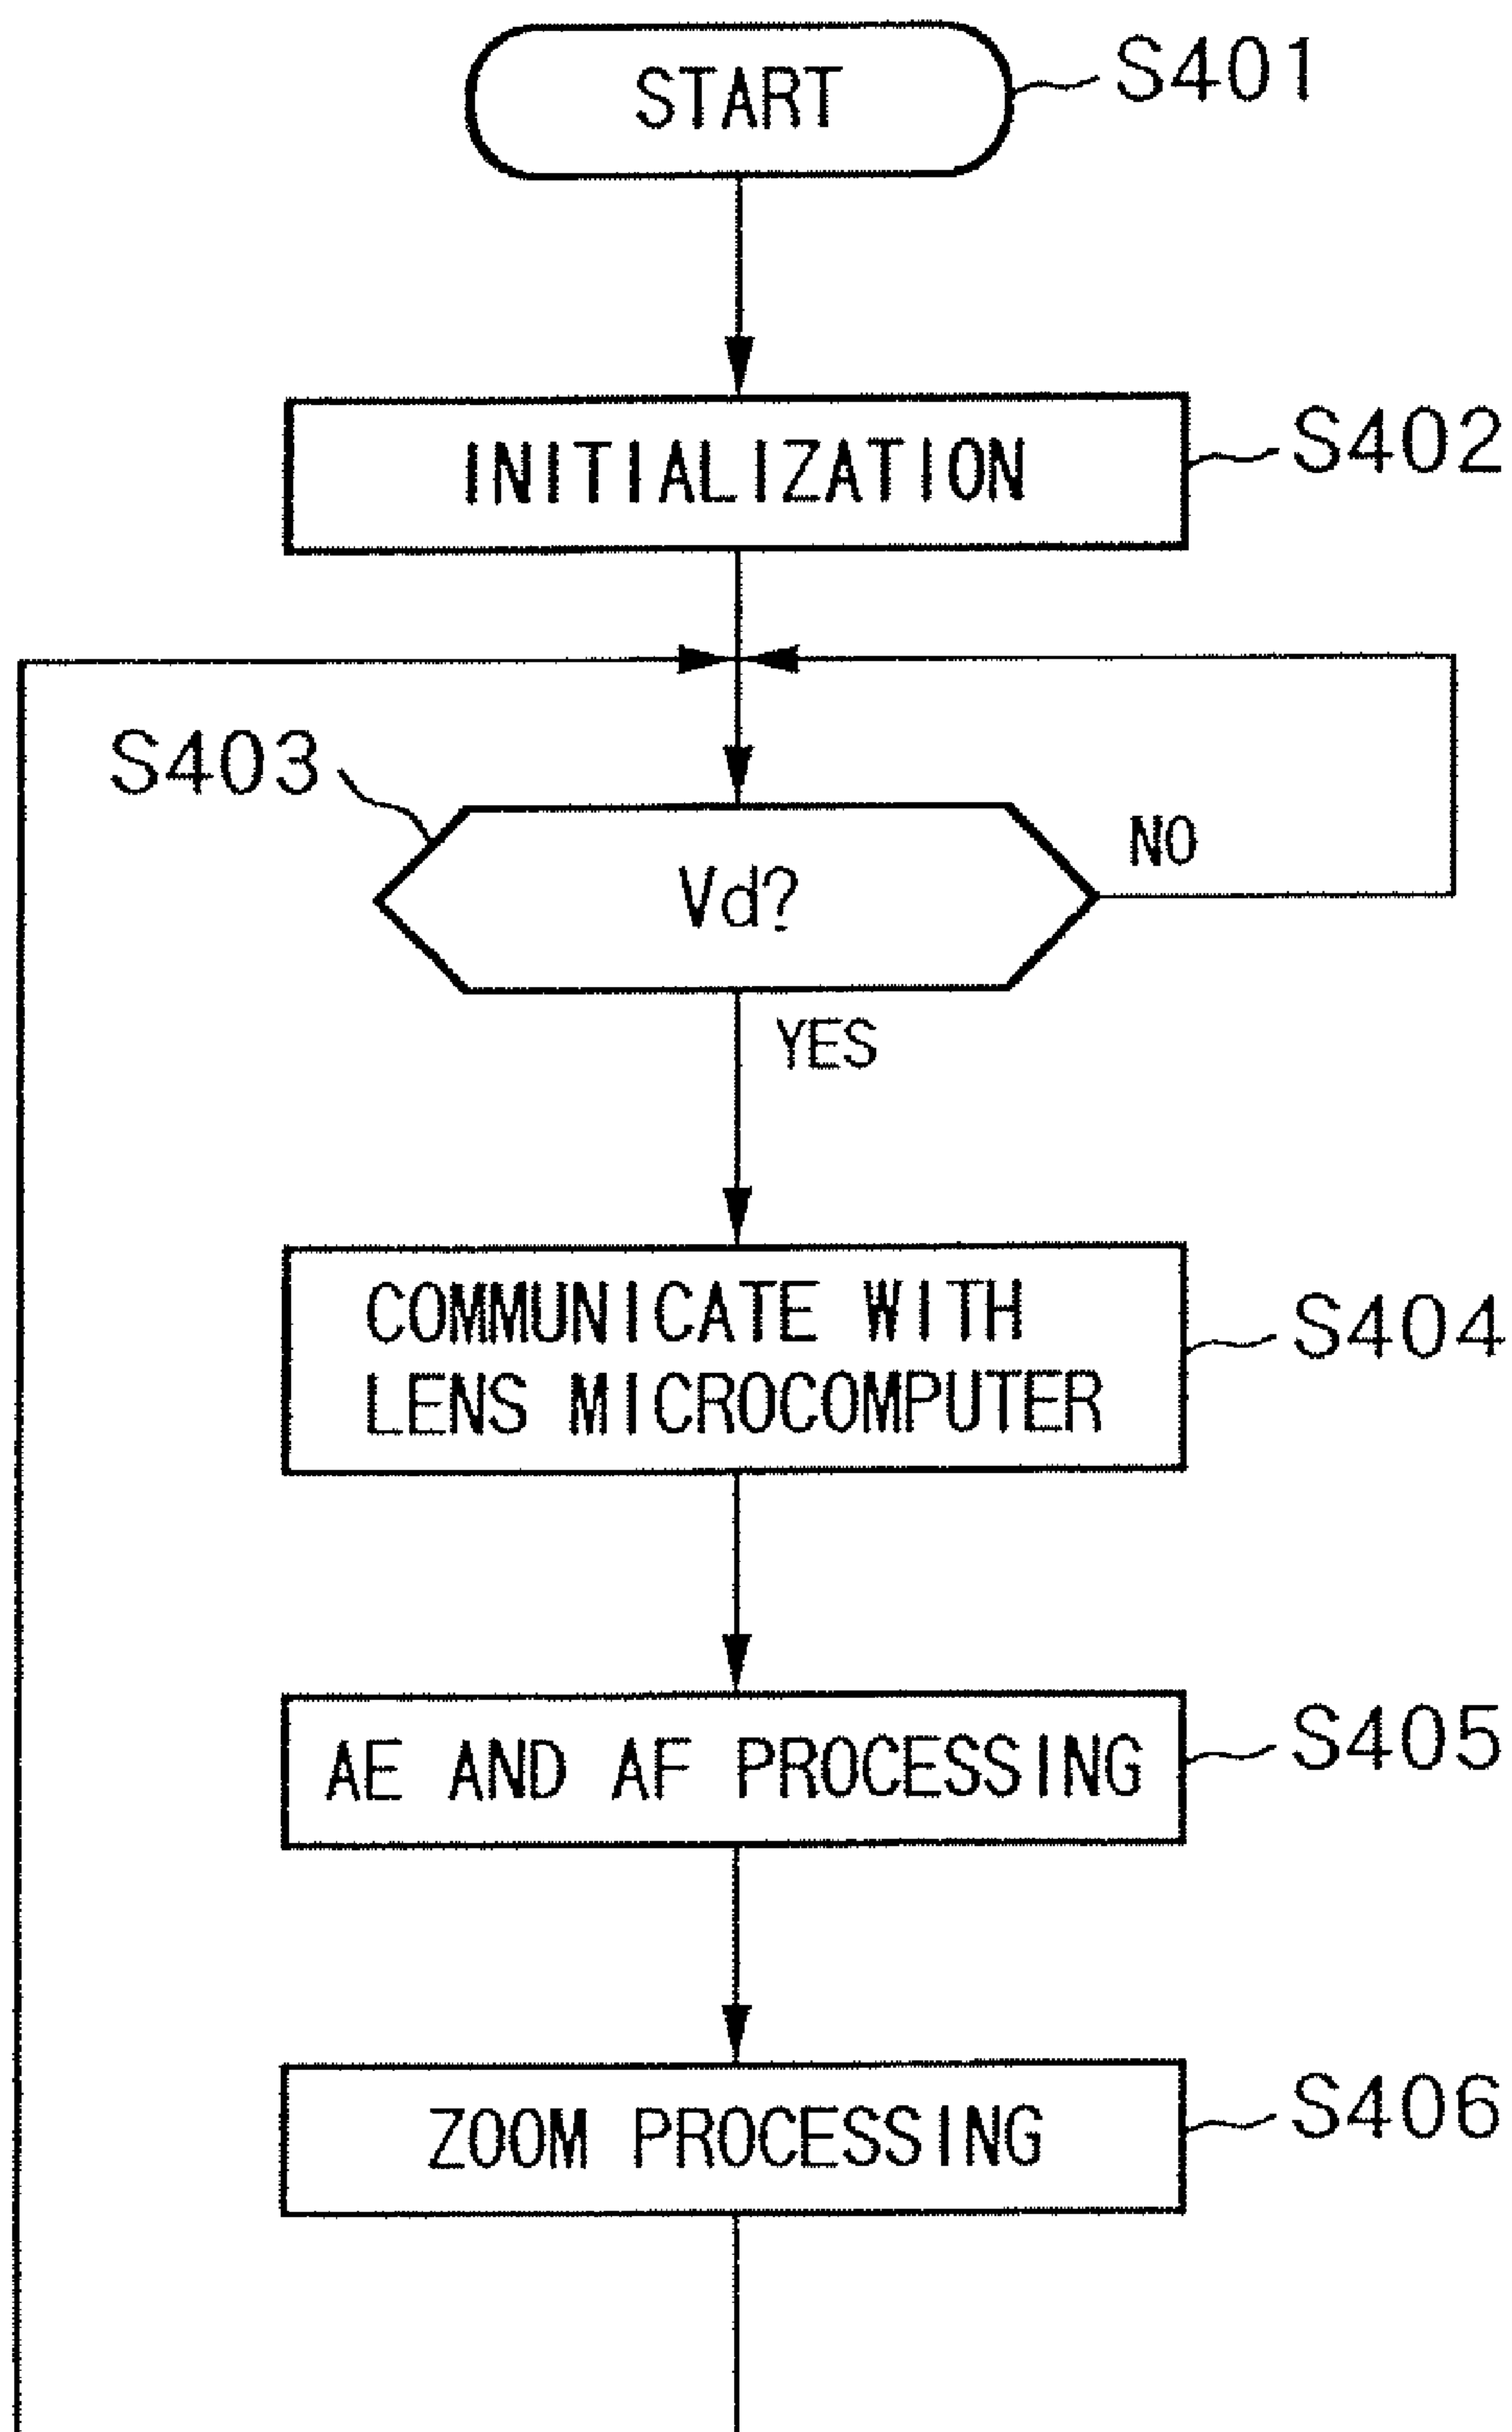 START
S401
INITIALIZATION
S402
S403
Vd?
NO
YES
COMMUNICATE WITH
LENS MICROCOMPUTER
S404
AE AND AF PROCESSING
S405
ZOOM PROCESSING
S406